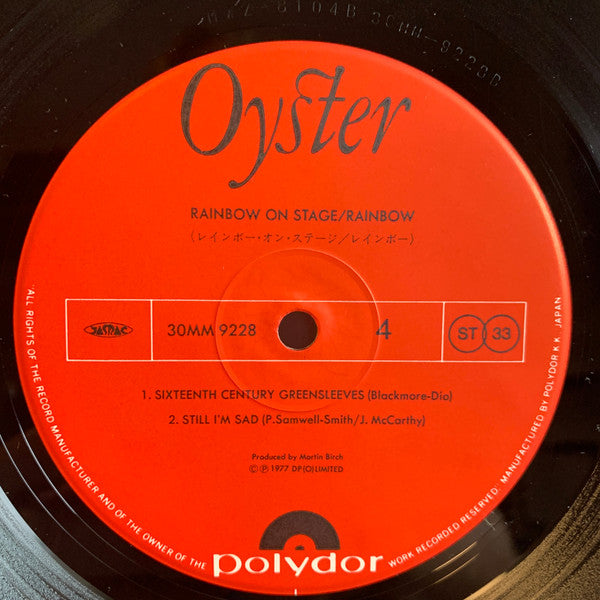 30MM-9228D
Oyster
RAINBOW ON STAGE/RAINBOW
(レインボー・オン・ステージ/レインボー)
JASRAC
30MM 9228
4
ST 33
1. SIXTEENTH CENTURY GREENSLEEVES (Blackmore-Dio)
2. STILL I'M SAD (P.Samwell-Smith/J. McCarthy)
Produced by Martin Birch
© ℗ 1977 DP(O)LIMITED
polydor
"ALL RIGHTS OF THE RECORD MANUFACTURER AND OF THE OWNER OF THE WORK RECORDED RESERVED. MANUFACTURED BY POLYDOR K.K. JAPAN